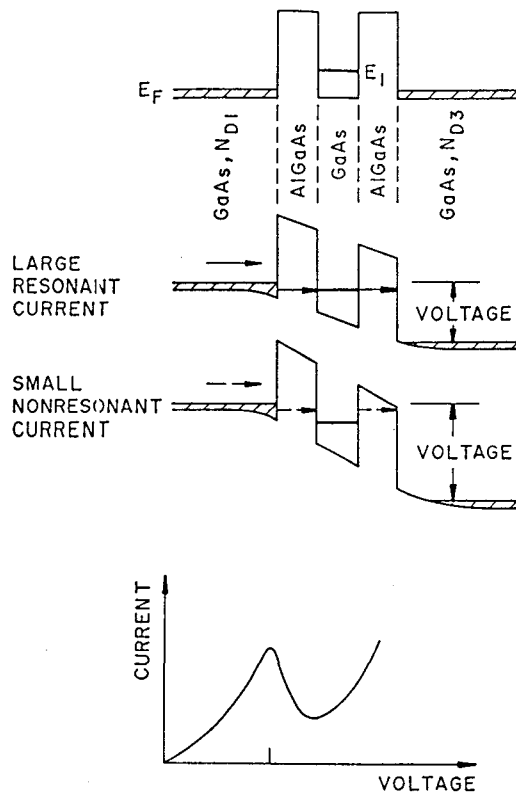 E_F
E_1
GaAs, N_D1
AlGaAs
GaAs
AlGaAs
GaAs, N_D3
LARGE
RESONANT
CURRENT
VOLTAGE
SMALL
NONRESONANT
CURRENT
VOLTAGE
CURRENT
VOLTAGE